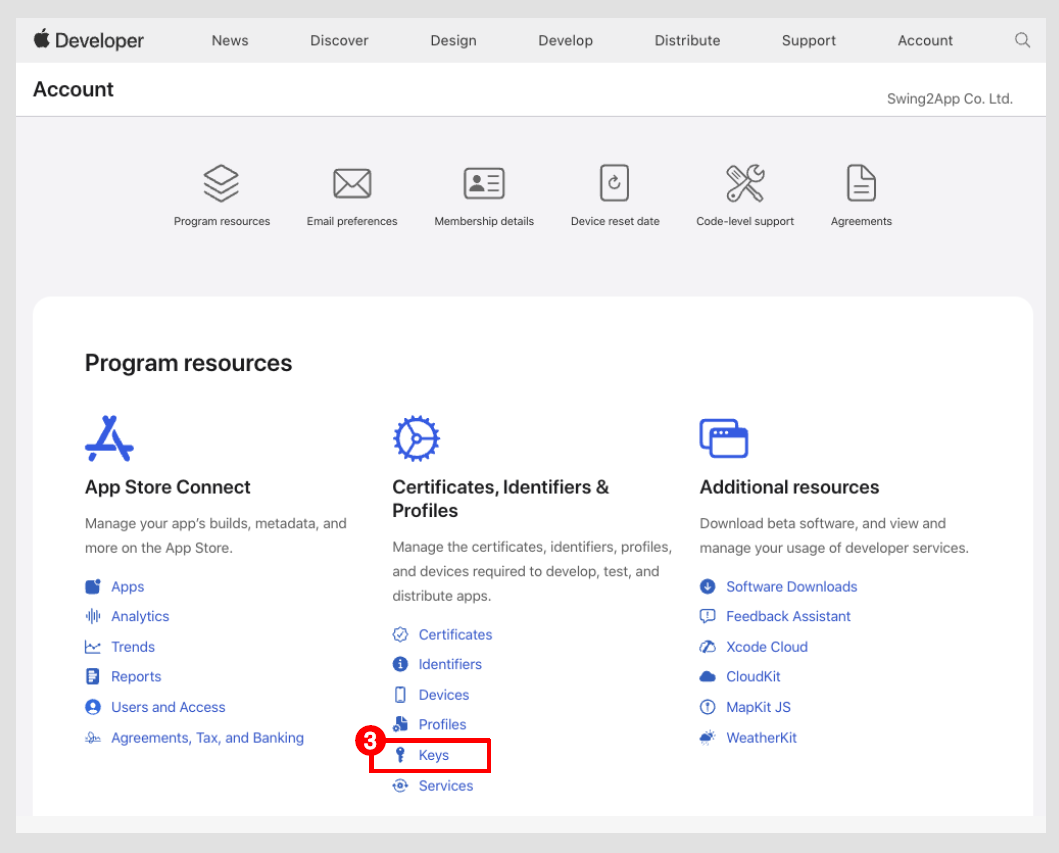 Developer
News
Discover
Design
Develop
Distribute
Support
Account
Account
Swing2App Co. Ltd.
Program resources
Email preferences
Membership details
Device reset date
Code-level support
Agreements
Program resources
App Store Connect
Manage your app's builds, metadata, and
more on the App Store.
Apps
Analytics
Trends
Reports
Users and Access
Agreements, Tax, and Banking
Certificates, Identifiers &
Profiles
Manage the certificates, identifiers, profiles,
and devices required to develop, test, and
distribute apps.
Certificates
Identifiers
Devices
Profiles
3
Keys
Services
Additional resources
Download beta software, and view and
manage your usage of developer services.
Software Downloads
Feedback Assistant
Xcode Cloud
CloudKit
MapKit JS
WeatherKit